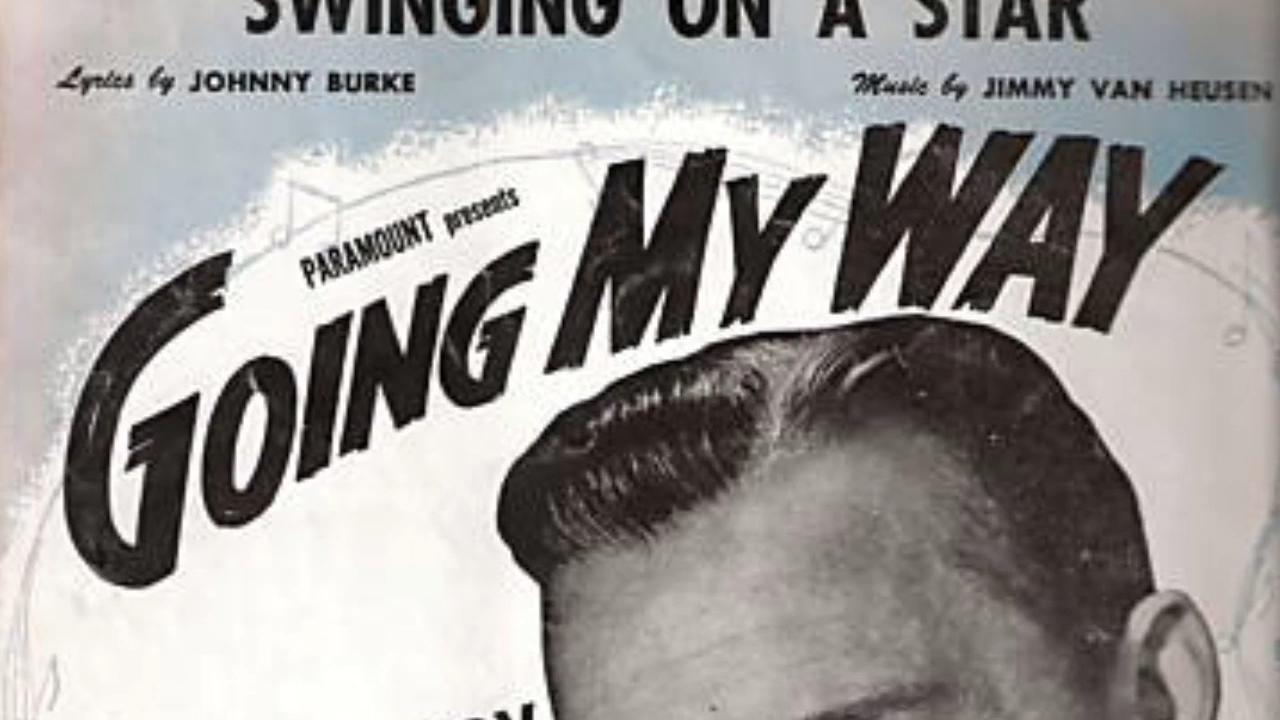 SWINGING ON A STAR
Lyrics by JOHNNY BURKE
Music by JIMMY VAN HEUSEN
PARAMOUNT presents
GOING MY WAY